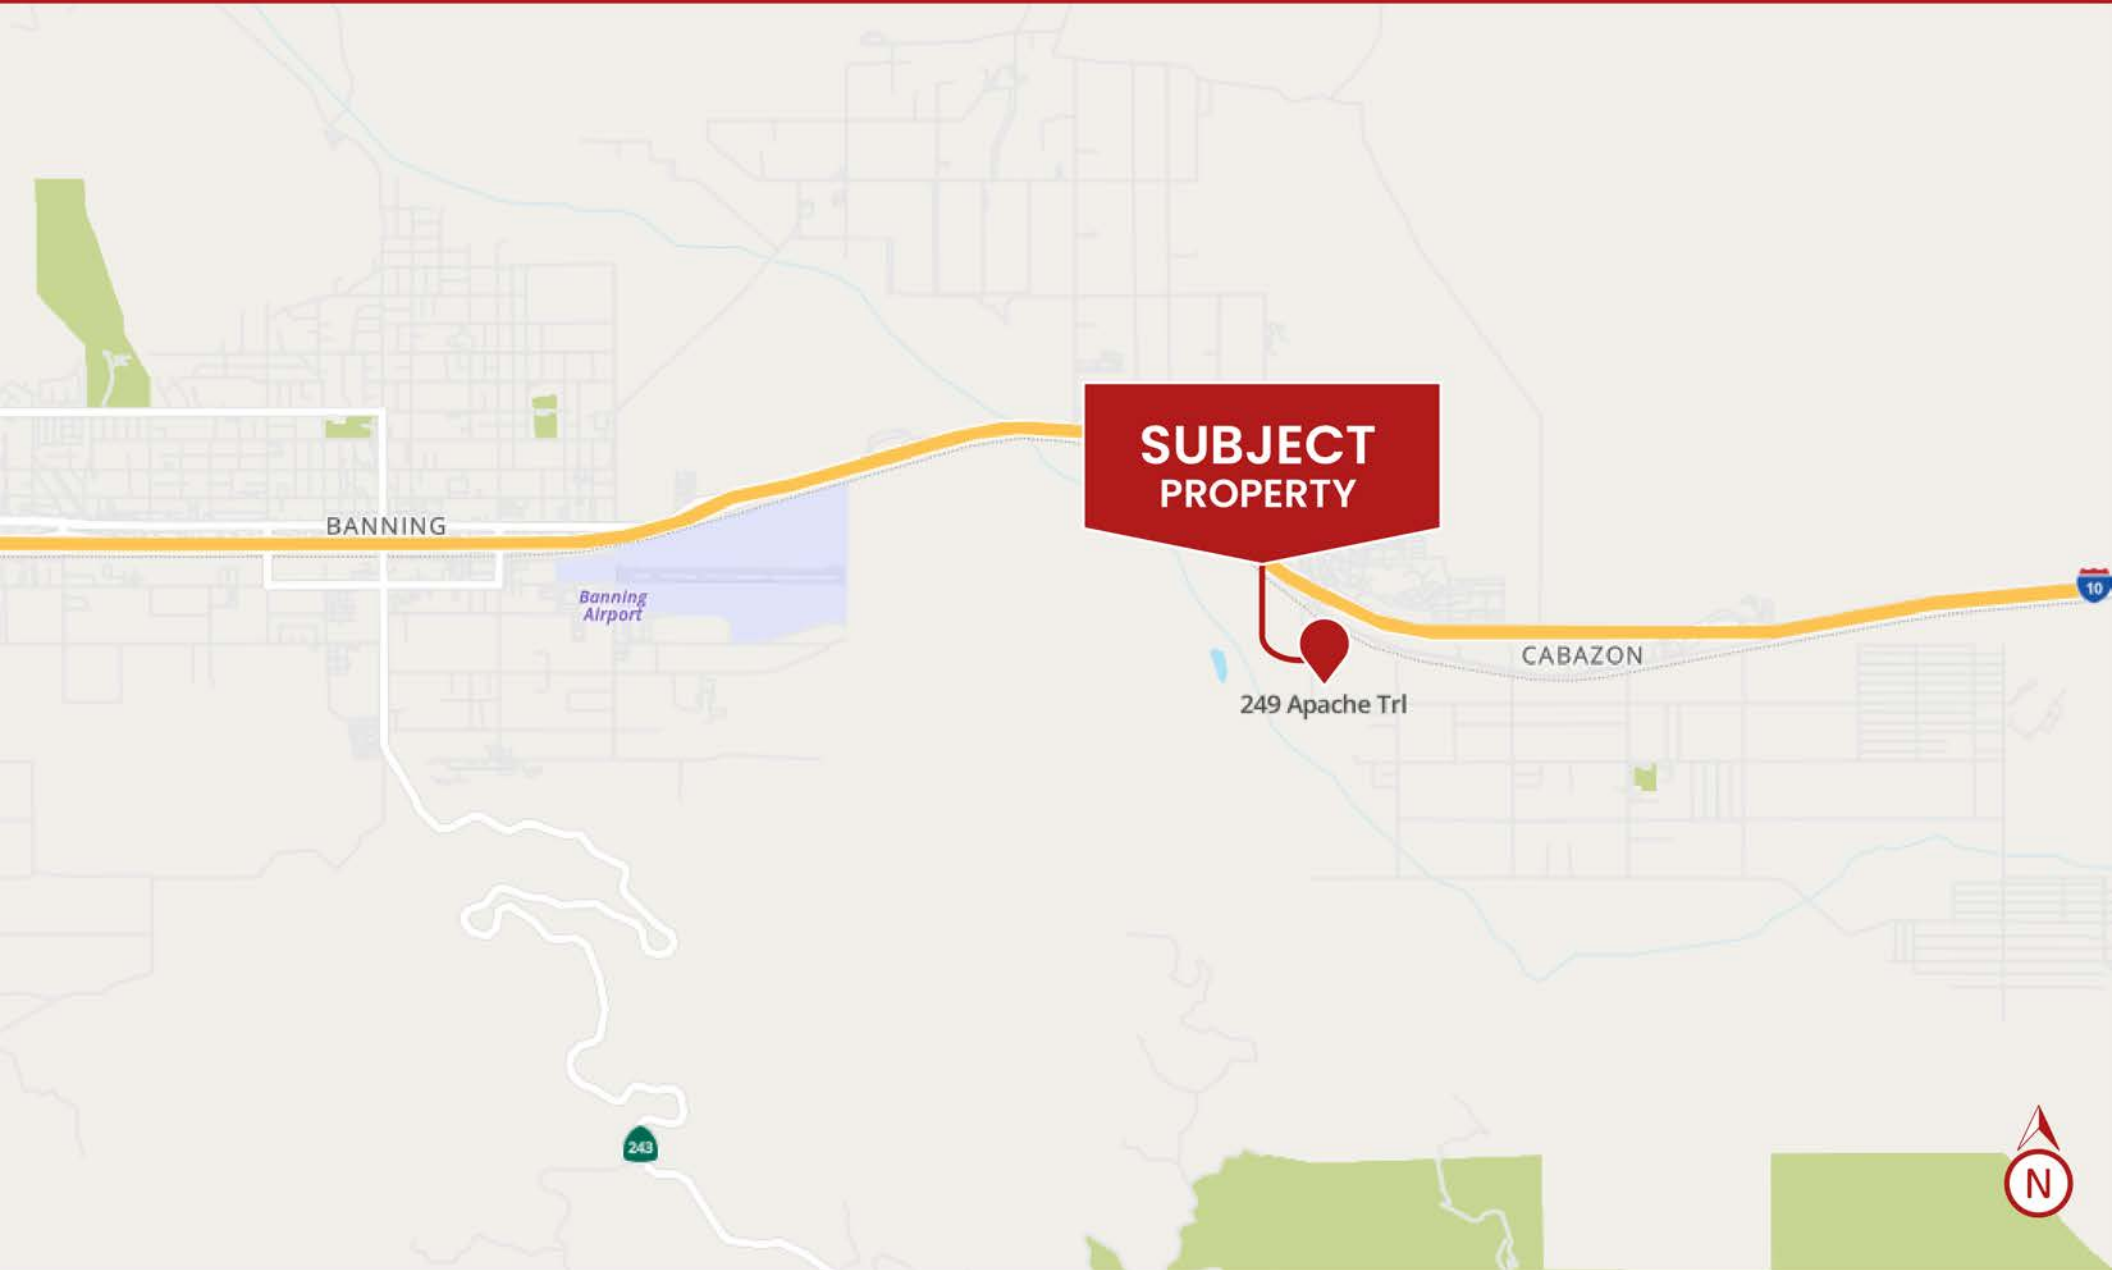 SUBJECT
PROPERTY
BANNING
10
Banning
Airport
CABAZON
249 Apache Trl
243
N